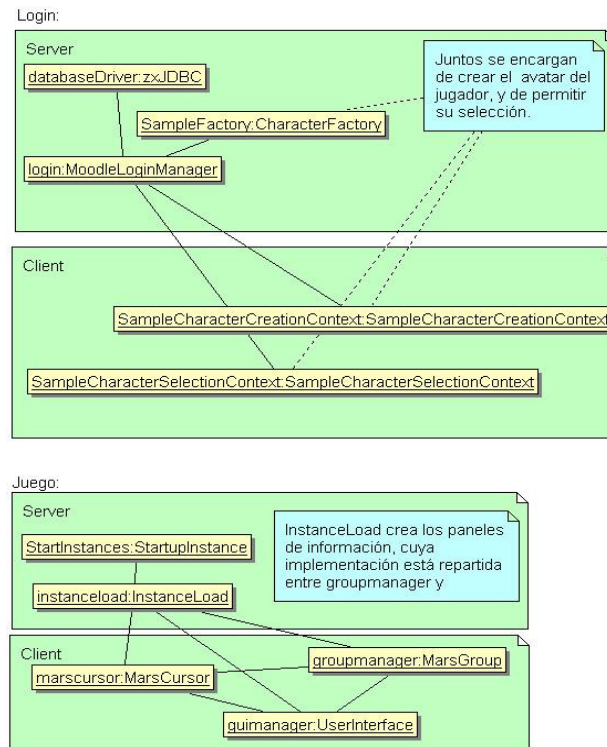 Login:
Server
databaseDriver:zxJDBC
Juntos se encargan
de crear el avatar del
jugador, y de permitir
su selección.
SampleFactory:CharacterFactory
login:MoodleLoginManager
Client
SampleCharacterCreationContext:SampleCharacterCreationContext
SampleCharacterSelectionContext:SampleCharacterSelectionContext
Juego:
Server
InstanceLoad crea los paneles
de información, cuya
implementación está repartida
entre groupmanager y
StartInstances:StartupInstance
instanceload:InstanceLoad
Client
groupmanager:MarsGroup
marscursor:MarsCursor
guimanager:UserInterface